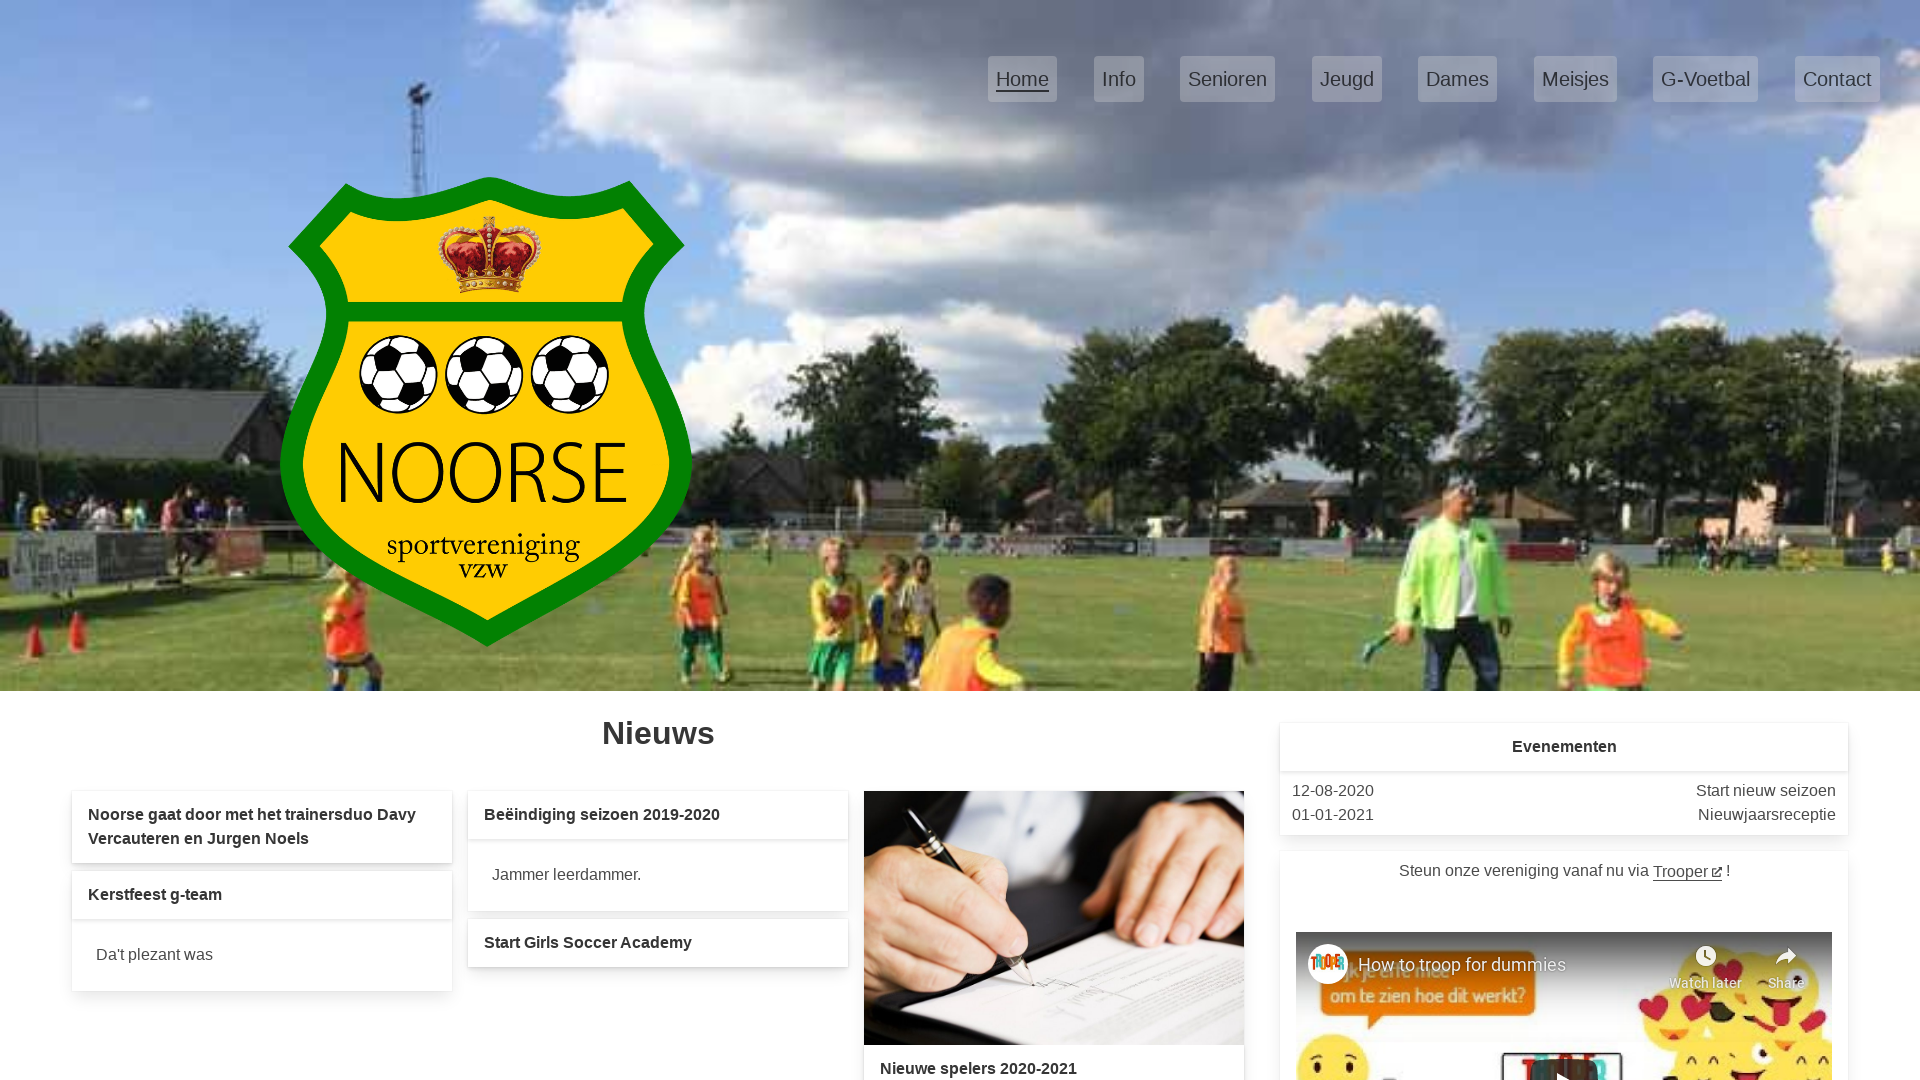 Home
Info
Senioren
Jeugd
Dames
Meisjes
G-Voetbal
Contact
NOORSE
sportvereniging
vzw
Nieuws
Noorse gaat door met het trainersduo Davy
Vercauteren en Jurgen Noels
Kerstfeest g-team
Da't plezant was
Beëindiging seizoen 2019-2020
Jammer leerdammer.
Start Girls Soccer Academy
Nieuwe spelers 2020-2021
Evenementen
12-08-2020 Start nieuw seizoen
01-01-2021 Nieuwjaarsreceptie
Steun onze vereniging vanaf nu via Trooper !
TROOPER
How to troop for dummies
Watch later
Share
om te zien hoe dit werkt?